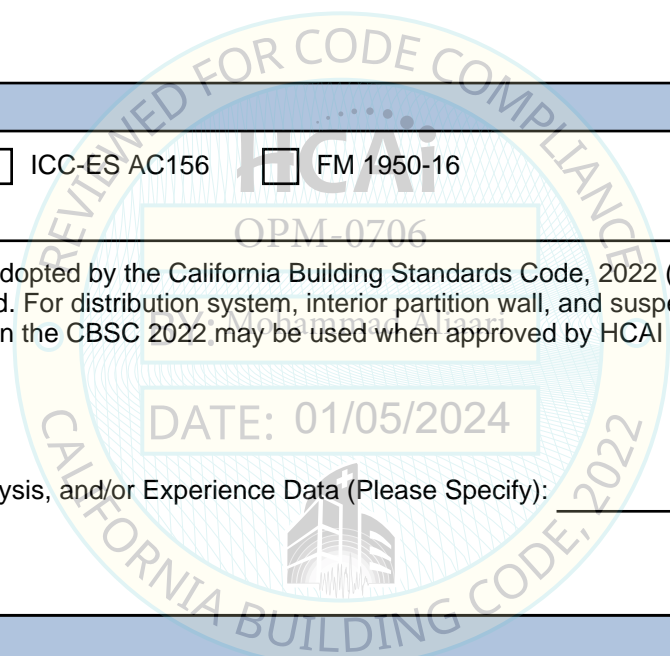 REVIEWED FOR CODE COMPLIANCE
HCAi
ICC-ES AC156 FM 1950-16
OPM-0706
dopted by the California Building Standards Code, 2022 (
d. For distribution system, interior partition wall, and susp
BY: Mohammad Aliaari
n the CBSC 2022 may be used when approved by HCAI
DATE: 01/05/2024
ysis, and/or Experience Data (Please Specify):
CALIFORNIA BUILDING CODE, 2022